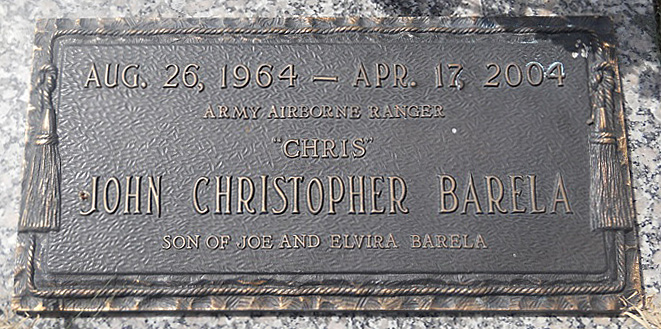 AUG. 26, 1964 — APR. 17, 2004
ARMY AIRBORNE RANGER
"CHRIS"
JOHN CHRISTOPHER BARELA
SON OF JOE AND ELVIRA BARELA